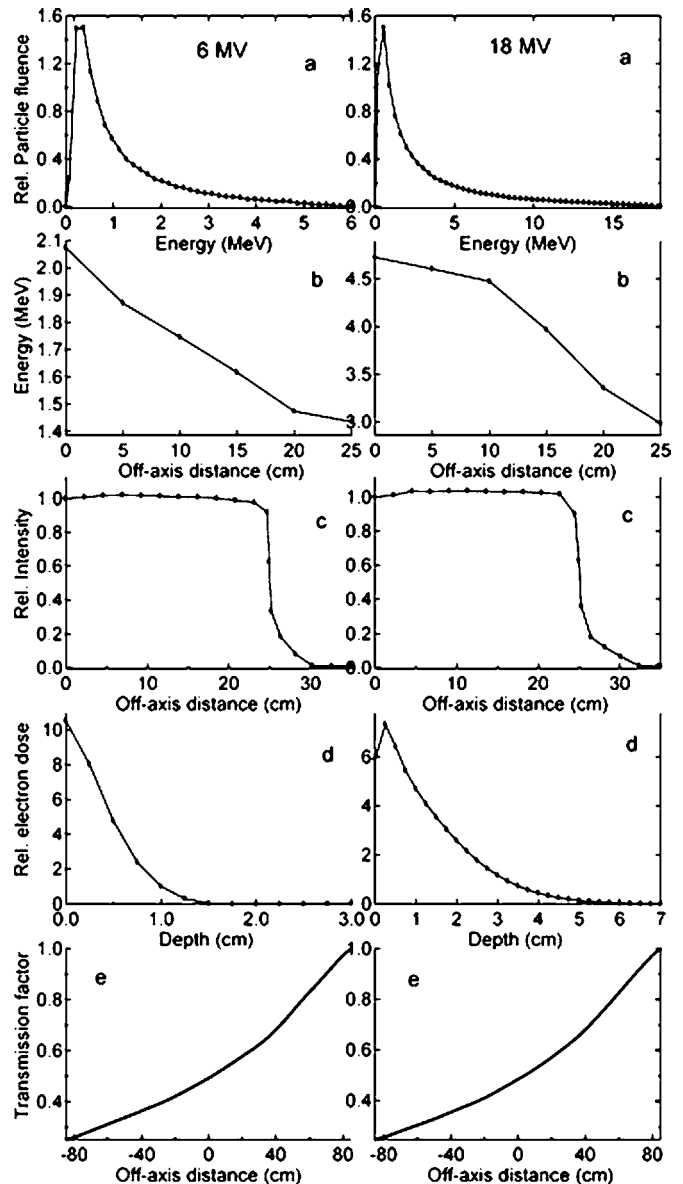 6 MV
a
Rel. Particle fluence
1.6
1.2
0.8
0.4
0.0
0 1 2 3 4 5 6
Energy (MeV)
18 MV
a
1.6
1.2
0.8
0.4
0.0
0 5 10 15
Energy (MeV)
b
Energy (MeV)
2.1
2.0
1.9
1.8
1.7
1.6
1.5
1.4
0 5 10 15 20 25
Off-axis distance (cm)
b
4.5
4.0
3.5
3.0
0 5 10 15 20 25
Off-axis distance (cm)
c
Rel. Intensity
1.0
0.8
0.6
0.4
0.2
0.0
0 10 20 30
Off-axis distance (cm)
c
1.0
0.8
0.6
0.4
0.2
0.0
0 10 20 30
Off-axis distance (cm)
d
Rel. electron dose
10
8
6
4
2
0
0.0 1.0 2.0 3.0
Depth (cm)
d
6
4
2
0
0 1 2 3 4 5 6 7
Depth (cm)
e
Transmission factor
1.0
0.8
0.6
0.4
-80 -40 0 40 80
Off-axis distance (cm)
e
1.0
0.8
0.6
0.4
-80 -40 0 40 80
Off-axis distance (cm)